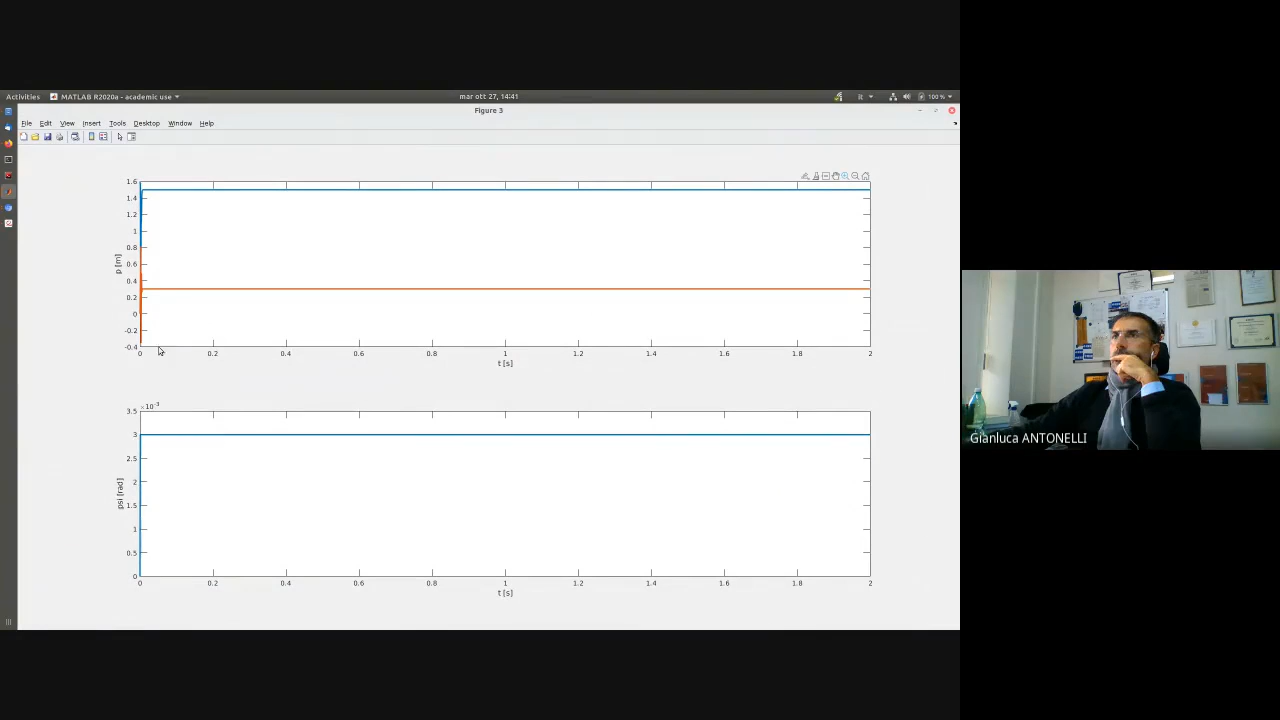 Activities MATLAB R2020a - academic use mar ott 27, 14:41 100 %
Figure 3
File Edit View Insert Tools Desktop Window Help
1.6
1.4
1.2
1
0.8
0.6
0.4
0.2
0
-0.2
-0.4
p [m]
0 0.2 0.4 0.6 0.8 1 1.2 1.4 1.6 1.8 2
t [s]
×10⁻³
3.5
3
2.5
2
1.5
1
0.5
0
psi [rad]
0 0.2 0.4 0.6 0.8 1 1.2 1.4 1.6 1.8 2
t [s]
Gianluca ANTONELLI